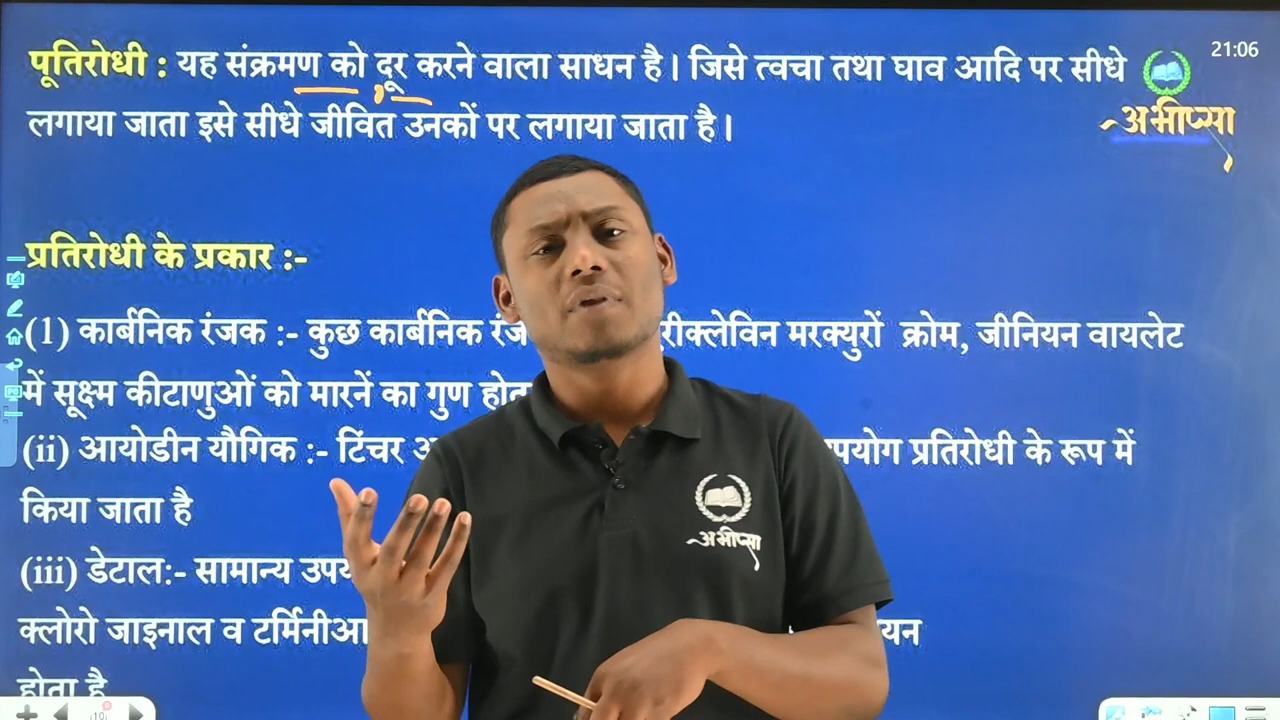 पूतिरोधी : यह संक्रमण को दूर करने वाला साधन है। जिसे त्वचा तथा घाव आदि पर सीधे
लगाया जाता इसे सीधे जीवित उनकों पर लगाया जाता है।
21:06
अभीप्सा
प्रतिरोधी के प्रकार :-
(1) कार्बनिक रंजक :- कुछ कार्बनिक रंज रीक्लेविन मरक्युरों क्रोम, जीनियन वायलेट
में सूक्ष्म कीटाणुओं को मारनें का गुण होत
(ii) आयोडीन यौगिक :- टिंचर पयोग प्रतिरोधी के रूप में
किया जाता है
(iii) डेटाल:- सामान्य उपय
क्लोरो जाइनाल व टर्मिनीआ यन
होता है
अभीप्सा